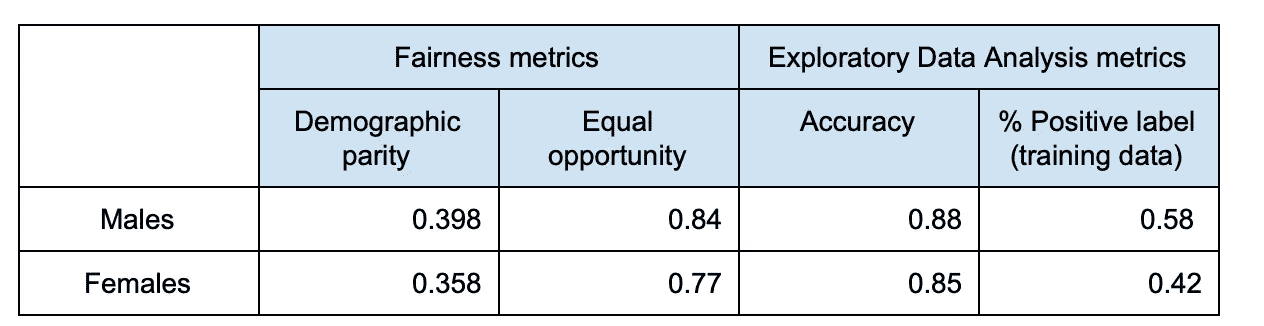 Fairness metrics
Exploratory Data Analysis metrics
Demographic
parity
Equal
opportunity
Accuracy
% Positive label
(training data)
Males
0.398
0.84
0.88
0.58
Females
0.358
0.77
0.85
0.42